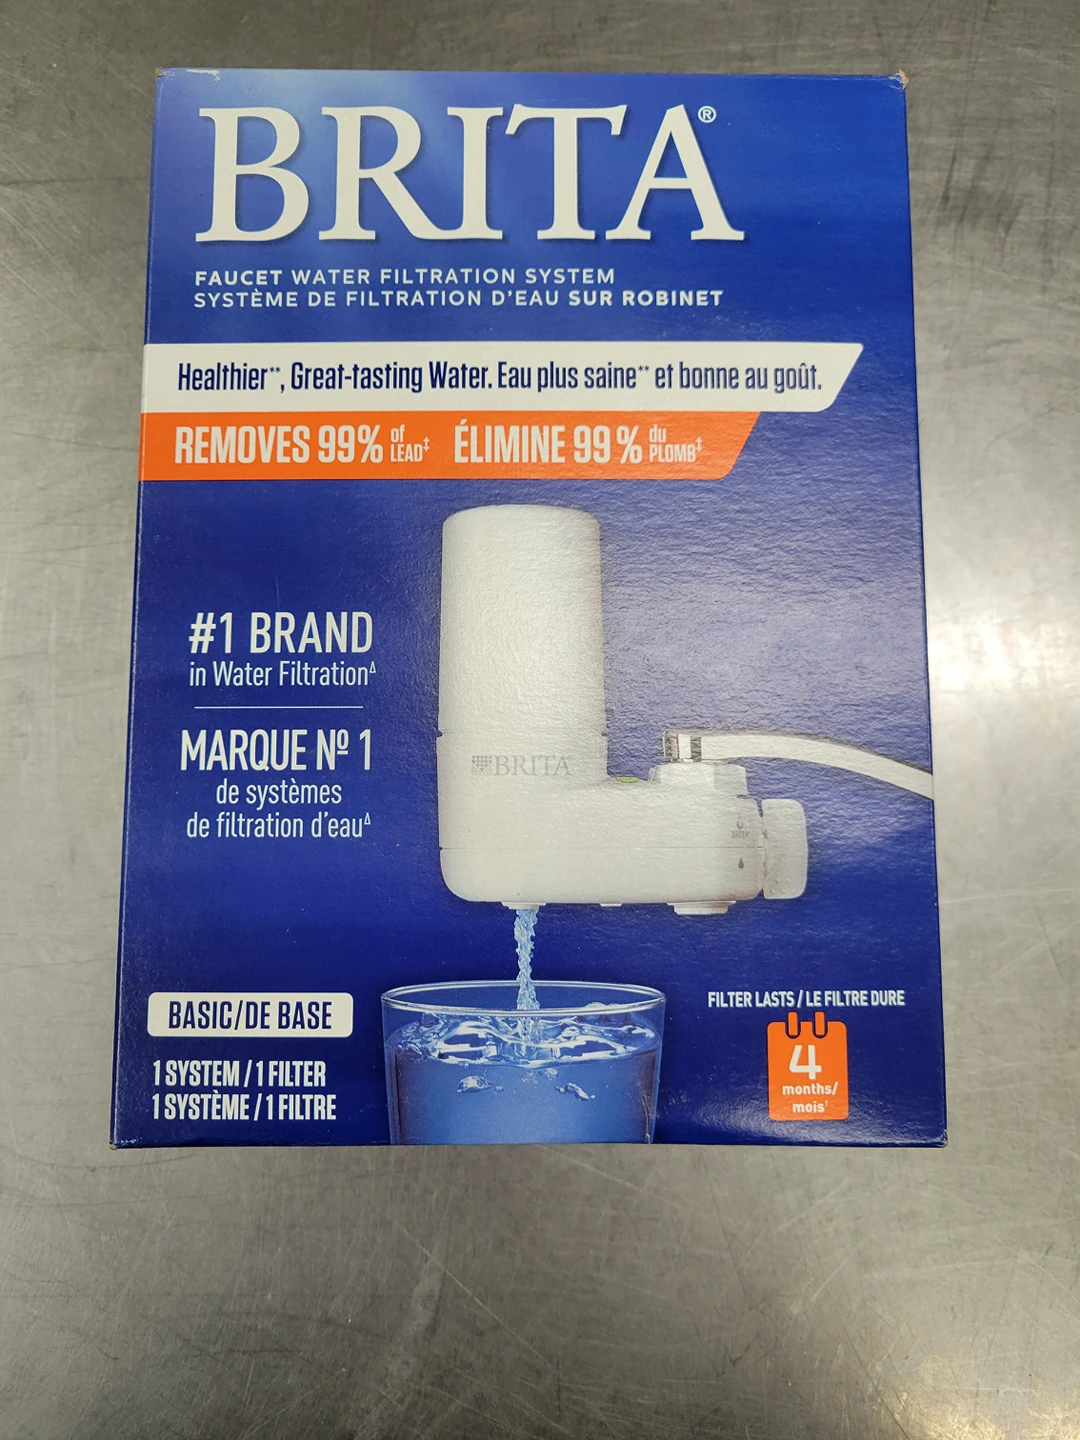 BRITA®
FAUCET WATER FILTRATION SYSTEM
SYSTÈME DE FILTRATION D'EAU SUR ROBINET
Healthier**, Great-tasting Water. Eau plus saine** et bonne au goût.
REMOVES 99% of LEAD‡ ÉLIMINE 99% du PLOMB‡
#1 BRAND
in Water Filtration∆
MARQUE Nº 1
de systèmes
de filtration d'eau∆
BRITA
BRITA
BASIC/DE BASE
1 SYSTEM / 1 FILTER
1 SYSTÈME / 1 FILTRE
FILTER LASTS / LE FILTRE DURE
4
months/
mois†